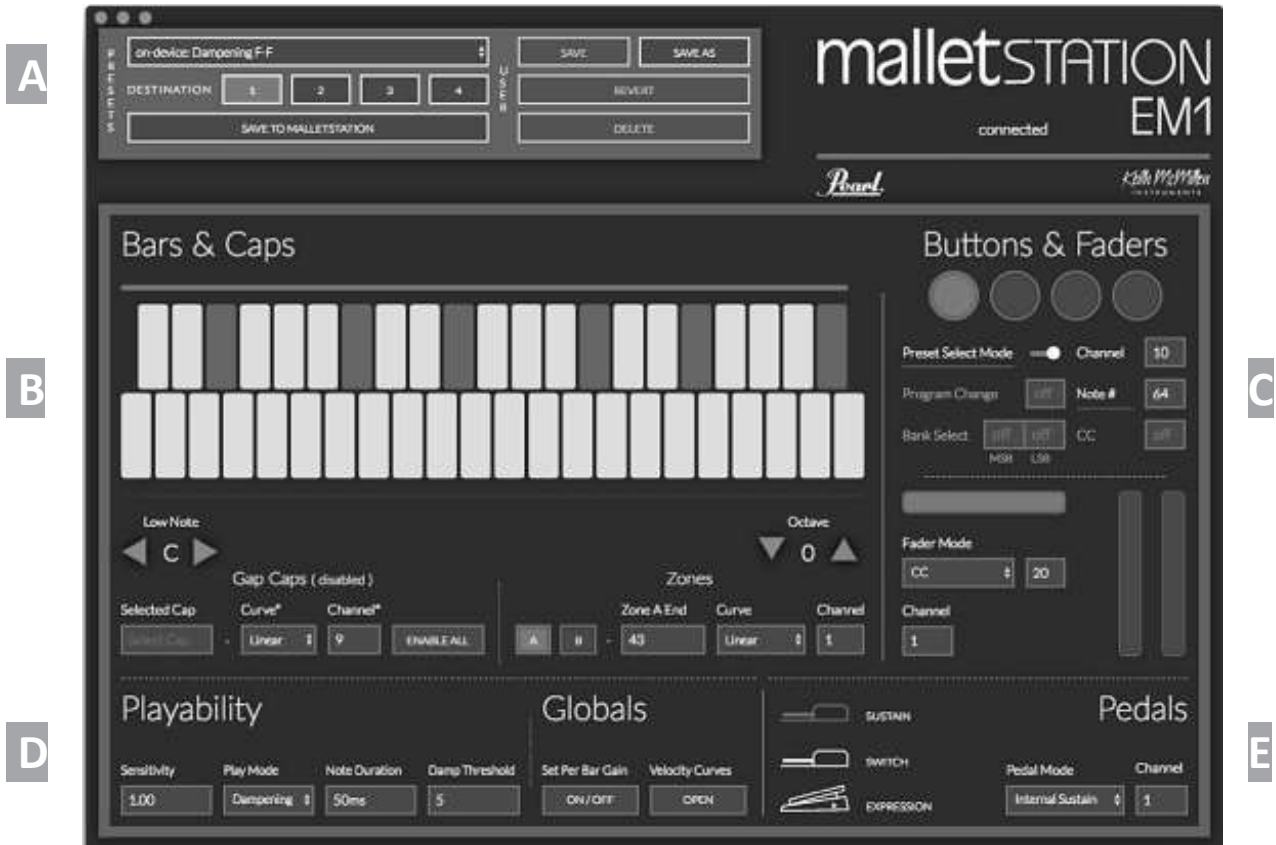 A
PRESETS
on-device: Dampening F-F
DESTINATION 1 2 3 4
SAVE TO MALLETSTATION
USER
SAVE SAVE AS
REVERT
DELETE
malletSTATION
EM1
connected
Pearl.
Keith McMillen
INSTRUMENTS
B
Bars & Caps
Low Note
C
Octave
0
Gap Caps ( disabled )
Selected Cap Curve* Channel*
Select Cap - Linear 9 ENABLE ALL
Zones
Zone A End Curve Channel
A B - 43 Linear 1
C
Buttons & Faders
Preset Select Mode Channel 10
Program Change off Note # 64
Bank Select off off CC off
MSB LSB
Fader Mode
CC 20
Channel
1
D
Playability
Sensitivity Play Mode Note Duration Damp Threshold
1.00 Dampening 50ms 5
Globals
Set Per Bar Gain Velocity Curves
ON / OFF OPEN
E
Pedals
SUSTAIN
SWITCH
EXPRESSION
Pedal Mode Channel
Internal Sustain 1